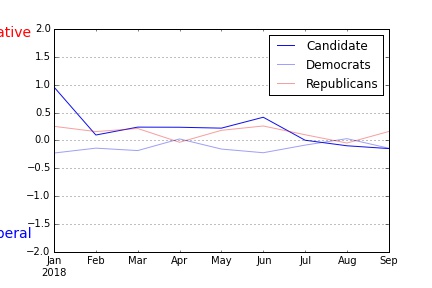 ative
peral
2.0
1.5
1.0
0.5
0.0
−0.5
−1.0
−1.5
−2.0
Candidate
Democrats
Republicans
Jan Feb Mar Apr May Jun Jul Aug Sep
2018